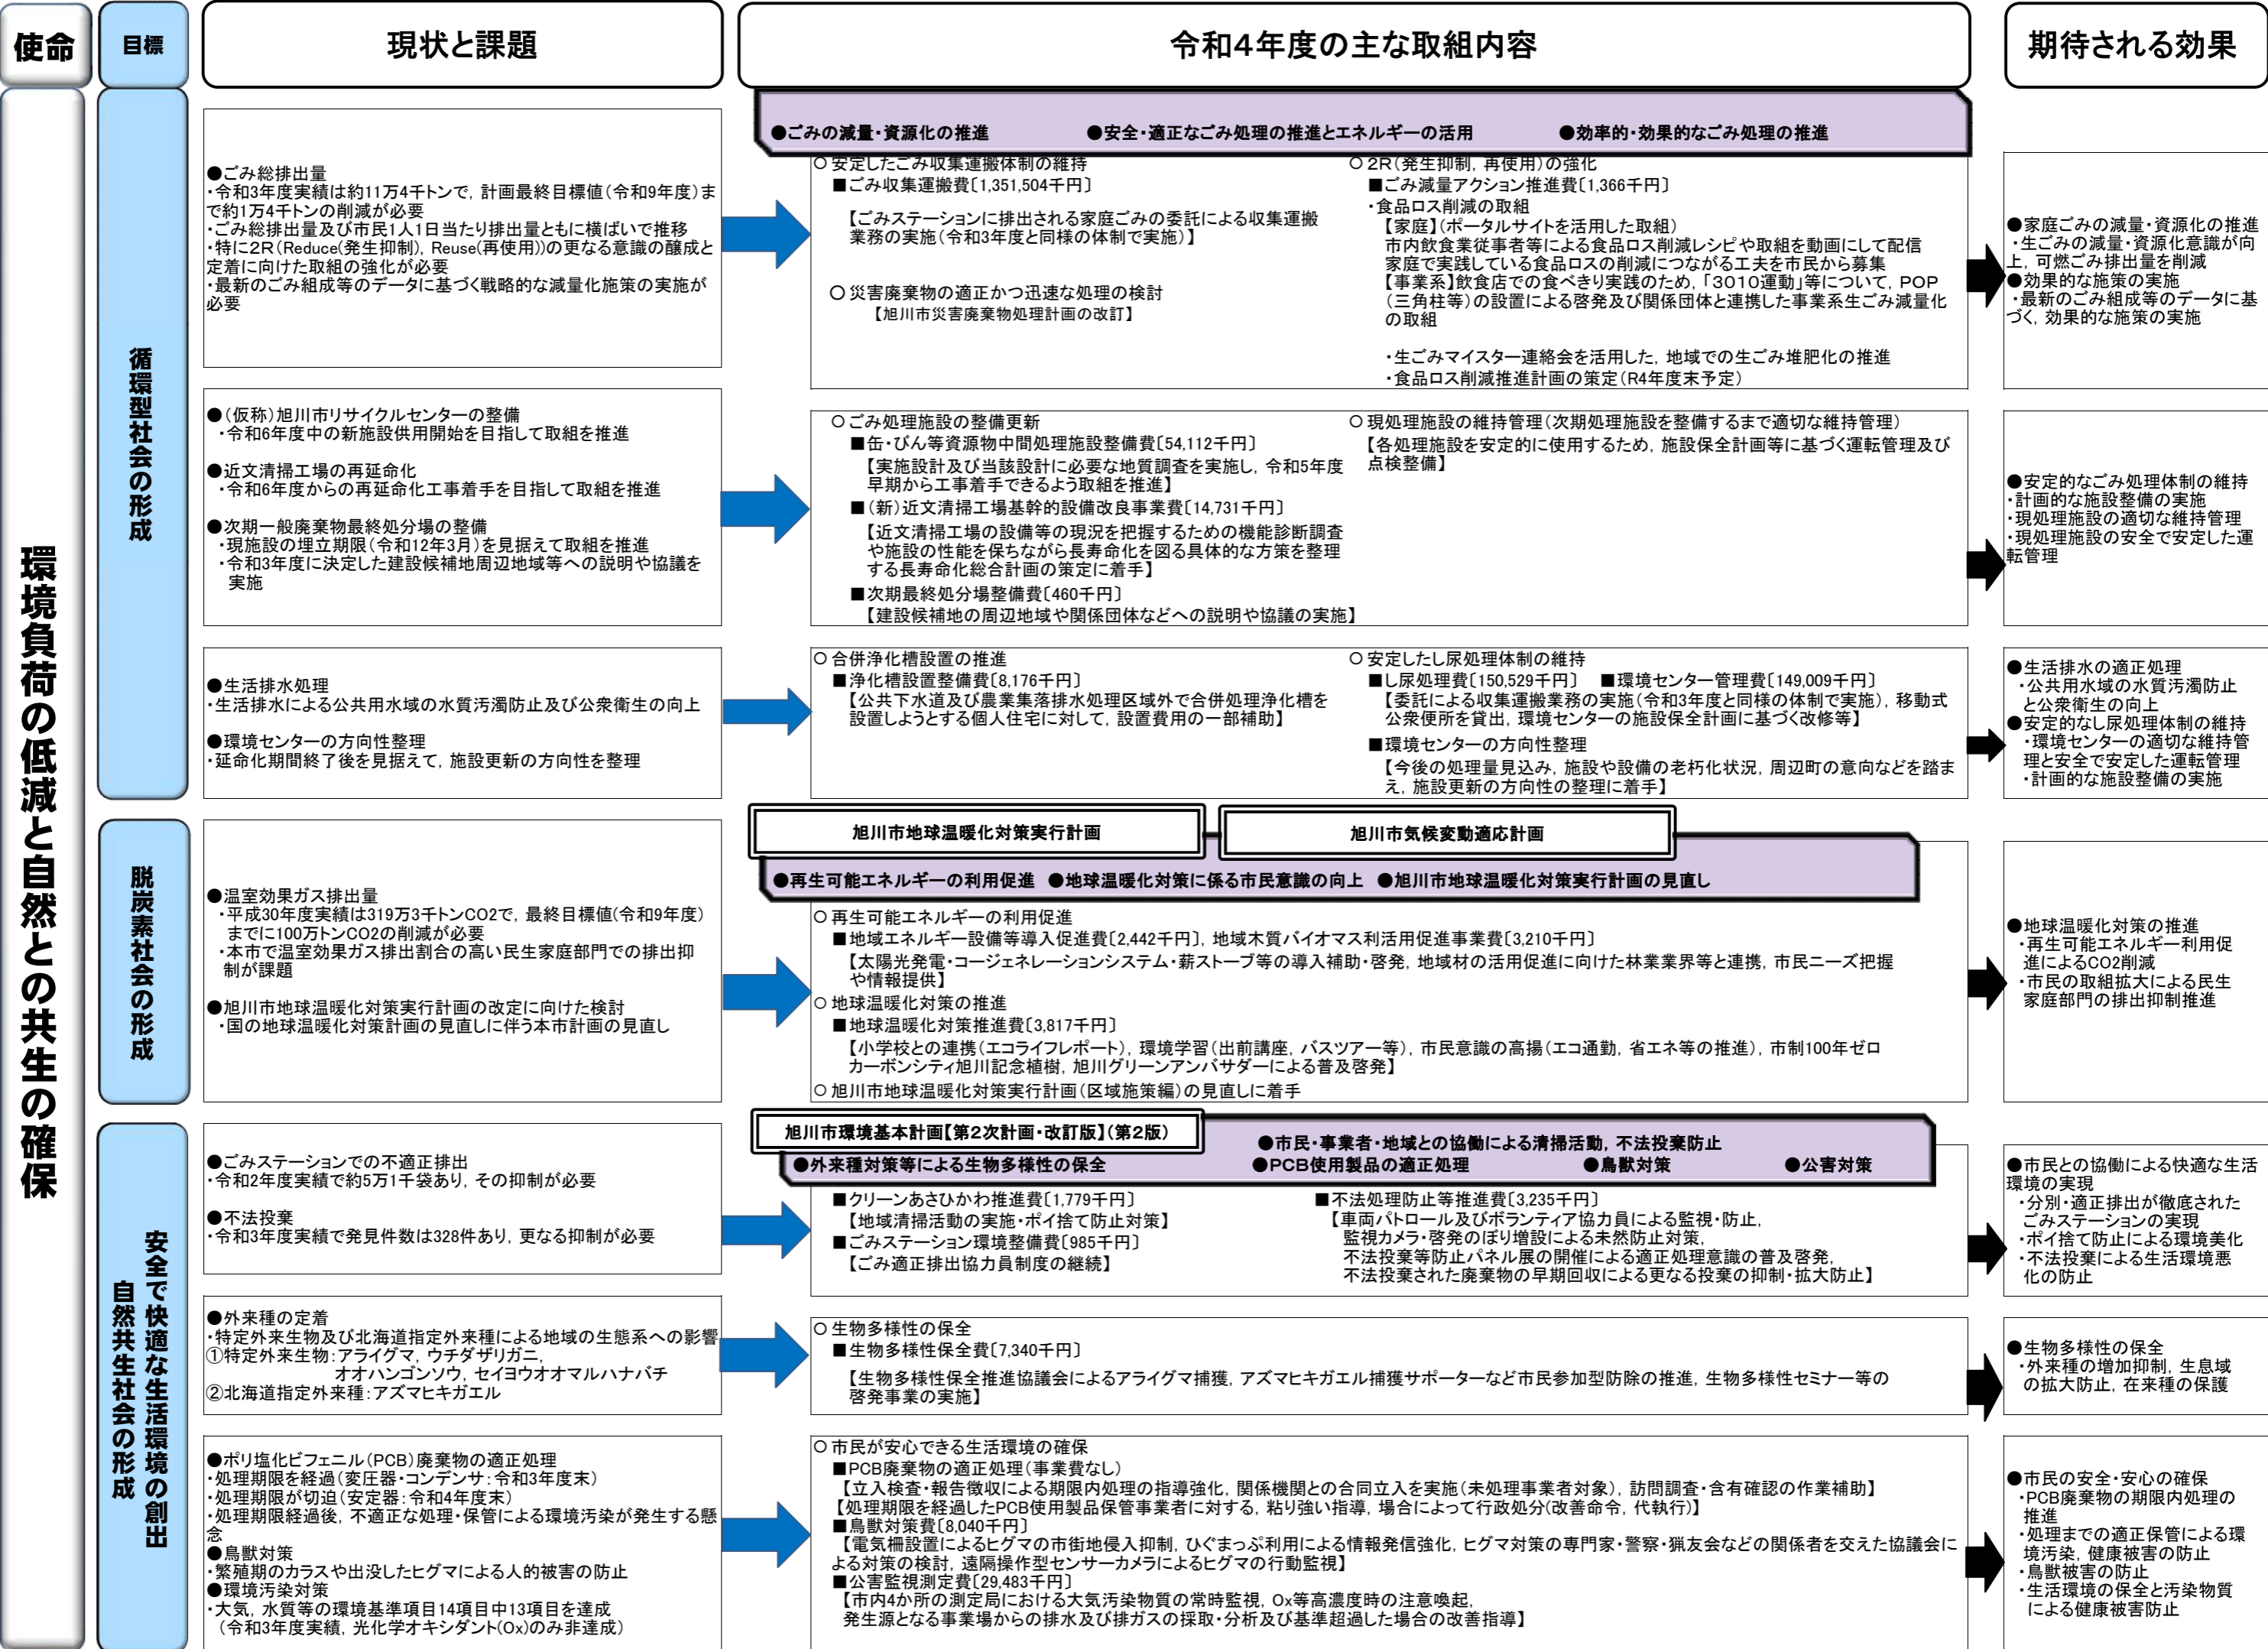 使命
目標
現状と課題
令和4年度の主な取組内容
期待される効果
環境負荷の低減と自然との共生の確保
循環型社会の形成
●ごみの減量・資源化の推進
●安全・適正なごみ処理の推進とエネルギーの活用
●効率的・効果的なごみ処理の推進
●ごみ総排出量
・令和3年度実績は約11万4千トンで, 計画最終目標値(令和9年度)ま
で約1万4千トンの削減が必要
・ごみ総排出量及び市民1人1日当たり排出量ともに横ばいで推移
・特に2R(Reduce(発生抑制), Reuse(再使用))の更なる意識の醸成と
定着に向けた取組の強化が必要
・最新のごみ組成等のデータに基づく戦略的な減量化施策の実施が
必要
○ 安定したごみ収集運搬体制の維持
■ごみ収集運搬費〔1,351,504千円〕
【ごみステーションに排出される家庭ごみの委託による収集運搬
業務の実施(令和3年度と同様の体制で実施)】
○ 災害廃棄物の適正かつ迅速な処理の検討
【旭川市災害廃棄物処理計画の改訂】
○ 2R(発生抑制, 再使用)の強化
■ごみ減量アクション推進費〔1,366千円〕
・食品ロス削減の取組
【家庭】(ポータルサイトを活用した取組)
市内飲食業従事者等による食品ロス削減レシピや取組を動画にして配信
家庭で実践している食品ロスの削減につながる工夫を市民から募集
【事業系】飲食店での食べきり実践のため, 「3010運動」等について, POP
(三角柱等)の設置による啓発及び関係団体と連携した事業系生ごみ減量化
の取組
・生ごみマイスター連絡会を活用した, 地域での生ごみ堆肥化の推進
・食品ロス削減推進計画の策定(R4年度末予定)
●家庭ごみの減量・資源化の推進
・生ごみの減量・資源化意識が向
上, 可燃ごみ排出量を削減
●効果的な施策の実施
・最新のごみ組成等のデータに基
づく, 効果的な施策の実施
●(仮称)旭川市リサイクルセンターの整備
・令和6年度中の新施設供用開始を目指して取組を推進
●近文清掃工場の再延命化
・令和6年度からの再延命化工事着手を目指して取組を推進
●次期一般廃棄物最終処分場の整備
・現施設の埋立期限(令和12年3月)を見据えて取組を推進
・令和3年度に決定した建設候補地周辺地域等への説明や協議を
実施
○ ごみ処理施設の整備更新
■缶・びん等資源物中間処理施設整備費〔54,112千円〕
【実施設計及び当該設計に必要な地質調査を実施し, 令和5年度
早期から工事着手できるよう取組を推進】
■(新)近文清掃工場基幹的設備改良事業費〔14,731千円〕
【近文清掃工場の設備等の現況を把握するための機能診断調査
や施設の性能を保ちながら長寿命化を図る具体的な方策を整理
する長寿命化総合計画の策定に着手】
■次期最終処分場整備費〔460千円〕
【建設候補地の周辺地域や関係団体などへの説明や協議の実施】
○ 現処理施設の維持管理(次期処理施設を整備するまで適切な維持管理)
【各処理施設を安定的に使用するため, 施設保全計画等に基づく運転管理及び
点検整備】
●安定的なごみ処理体制の維持
・計画的な施設整備の実施
・現処理施設の適切な維持管理
・現処理施設の安全で安定した運
転管理
●生活排水処理
・生活排水による公共用水域の水質汚濁防止及び公衆衛生の向上
●環境センターの方向性整理
・延命化期間終了後を見据えて, 施設更新の方向性を整理
○ 合併浄化槽設置の推進
■浄化槽設置整備費〔8,176千円〕
【公共下水道及び農業集落排水処理区域外で合併処理浄化槽を
設置しようとする個人住宅に対して, 設置費用の一部補助】
○ 安定したし尿処理体制の維持
■し尿処理費〔150,529千円〕 ■環境センター管理費〔149,009千円〕
【委託による収集運搬業務の実施(令和3年度と同様の体制で実施), 移動式
公衆便所を貸出, 環境センターの施設保全計画に基づく改修等】
■環境センターの方向性整理
【今後の処理量見込み, 施設や設備の老朽化状況, 周辺町の意向などを踏ま
え, 施設更新の方向性の整理に着手】
●生活排水の適正処理
・公共用水域の水質汚濁防止
と公衆衛生の向上
●安定的なし尿処理体制の維持
・環境センターの適切な維持管
理と安全で安定した運転管理
・計画的な施設整備の実施
脱炭素社会の形成
旭川市地球温暖化対策実行計画
旭川市気候変動適応計画
●再生可能エネルギーの利用促進 ●地球温暖化対策に係る市民意識の向上 ●旭川市地球温暖化対策実行計画の見直し
●温室効果ガス排出量
・平成30年度実績は319万3千トンCO2で, 最終目標値(令和9年度)
までに100万トンCO2の削減が必要
・本市で温室効果ガス排出割合の高い民生家庭部門での排出抑
制が課題
●旭川市地球温暖化対策実行計画の改定に向けた検討
・国の地球温暖化対策計画の見直しに伴う本市計画の見直し
○ 再生可能エネルギーの利用促進
■地域エネルギー設備等導入促進費〔2,442千円〕, 地域木質バイオマス利活用促進事業費〔3,210千円〕
【太陽光発電・コージェネレーションシステム・薪ストーブ等の導入補助・啓発, 地域材の活用促進に向けた林業業界等と連携, 市民ニーズ把握
や情報提供】
○ 地球温暖化対策の推進
■地球温暖化対策推進費〔3,817千円〕
【小学校との連携(エコライフレポート), 環境学習(出前講座, バスツアー等), 市民意識の高揚(エコ通勤, 省エネ等の推進), 市制100年ゼロ
カーボンシティ旭川記念植樹, 旭川グリーンアンバサダーによる普及啓発】
○ 旭川市地球温暖化対策実行計画(区域施策編)の見直しに着手
●地球温暖化対策の推進
・再生可能エネルギー利用促
進によるCO2削減
・市民の取組拡大による民生
家庭部門の排出抑制推進
安全で快適な生活環境の創出
自然共生社会の形成
旭川市環境基本計画【第2次計画・改訂版】(第2版)
●市民・事業者・地域との協働による清掃活動, 不法投棄防止
●外来種対策等による生物多様性の保全
●PCB使用製品の適正処理
●鳥獣対策
●公害対策
●ごみステーションでの不適正排出
・令和2年度実績で約5万1千袋あり, その抑制が必要
●不法投棄
・令和3年度実績で発見件数は328件あり, 更なる抑制が必要
■クリーンあさひかわ推進費〔1,779千円〕
【地域清掃活動の実施・ポイ捨て防止対策】
■ごみステーション環境整備費〔985千円〕
【ごみ適正排出協力員制度の継続】
■不法処理防止等推進費〔3,235千円〕
【車両パトロール及びボランティア協力員による監視・防止,
監視カメラ・啓発のぼり増設による未然防止対策,
不法投棄等防止パネル展の開催による適正処理意識の普及啓発,
不法投棄された廃棄物の早期回収による更なる投棄の抑制・拡大防止】
●市民との協働による快適な生活
環境の実現
・分別・適正排出が徹底された
ごみステーションの実現
・ポイ捨て防止による環境美化
・不法投棄による生活環境悪
化の防止
●外来種の定着
・特定外来生物及び北海道指定外来種による地域の生態系への影響
①特定外来生物:アライグマ, ウチダザリガニ,
オオハンゴンソウ, セイヨウオオマルハナバチ
②北海道指定外来種:アズマヒキガエル
○ 生物多様性の保全
■生物多様性保全費〔7,340千円〕
【生物多様性保全推進協議会によるアライグマ捕獲, アズマヒキガエル捕獲サポーターなど市民参加型防除の推進, 生物多様性セミナー等の
啓発事業の実施】
●生物多様性の保全
・外来種の増加抑制, 生息域
の拡大防止, 在来種の保護
●ポリ塩化ビフェニル(PCB)廃棄物の適正処理
・処理期限を経過(変圧器・コンデンサ:令和3年度末)
・処理期限が切迫(安定器:令和4年度末)
・処理期限経過後, 不適正な処理・保管による環境汚染が発生する懸
念
●鳥獣対策
・繁殖期のカラスや出没したヒグマによる人的被害の防止
●環境汚染対策
・大気, 水質等の環境基準項目14項目中13項目を達成
(令和3年度実績, 光化学オキシダント(Ox)のみ非達成)
○ 市民が安心できる生活環境の確保
■PCB廃棄物の適正処理(事業費なし)
【立入検査・報告徴収による期限内処理の指導強化, 関係機関との合同立入を実施(未処理事業者対象), 訪問調査・含有確認の作業補助】
【処理期限を経過したPCB使用製品保管事業者に対する, 粘り強い指導, 場合によって行政処分(改善命令, 代執行)】
■鳥獣対策費〔8,040千円〕
【電気柵設置によるヒグマの市街地侵入抑制, ひぐまっぷ利用による情報発信強化, ヒグマ対策の専門家・警察・猟友会などの関係者を交えた協議会に
よる対策の検討, 遠隔操作型センサーカメラによるヒグマの行動監視】
■公害監視測定費〔29,483千円〕
【市内4か所の測定局における大気汚染物質の常時監視, Ox等高濃度時の注意喚起,
発生源となる事業場からの排水及び排ガスの採取・分析及び基準超過した場合の改善指導】
●市民の安全・安心の確保
・PCB廃棄物の期限内処理の
推進
・処理までの適正保管による環
境汚染, 健康被害の防止
・鳥獣被害の防止
・生活環境の保全と汚染物質
による健康被害防止